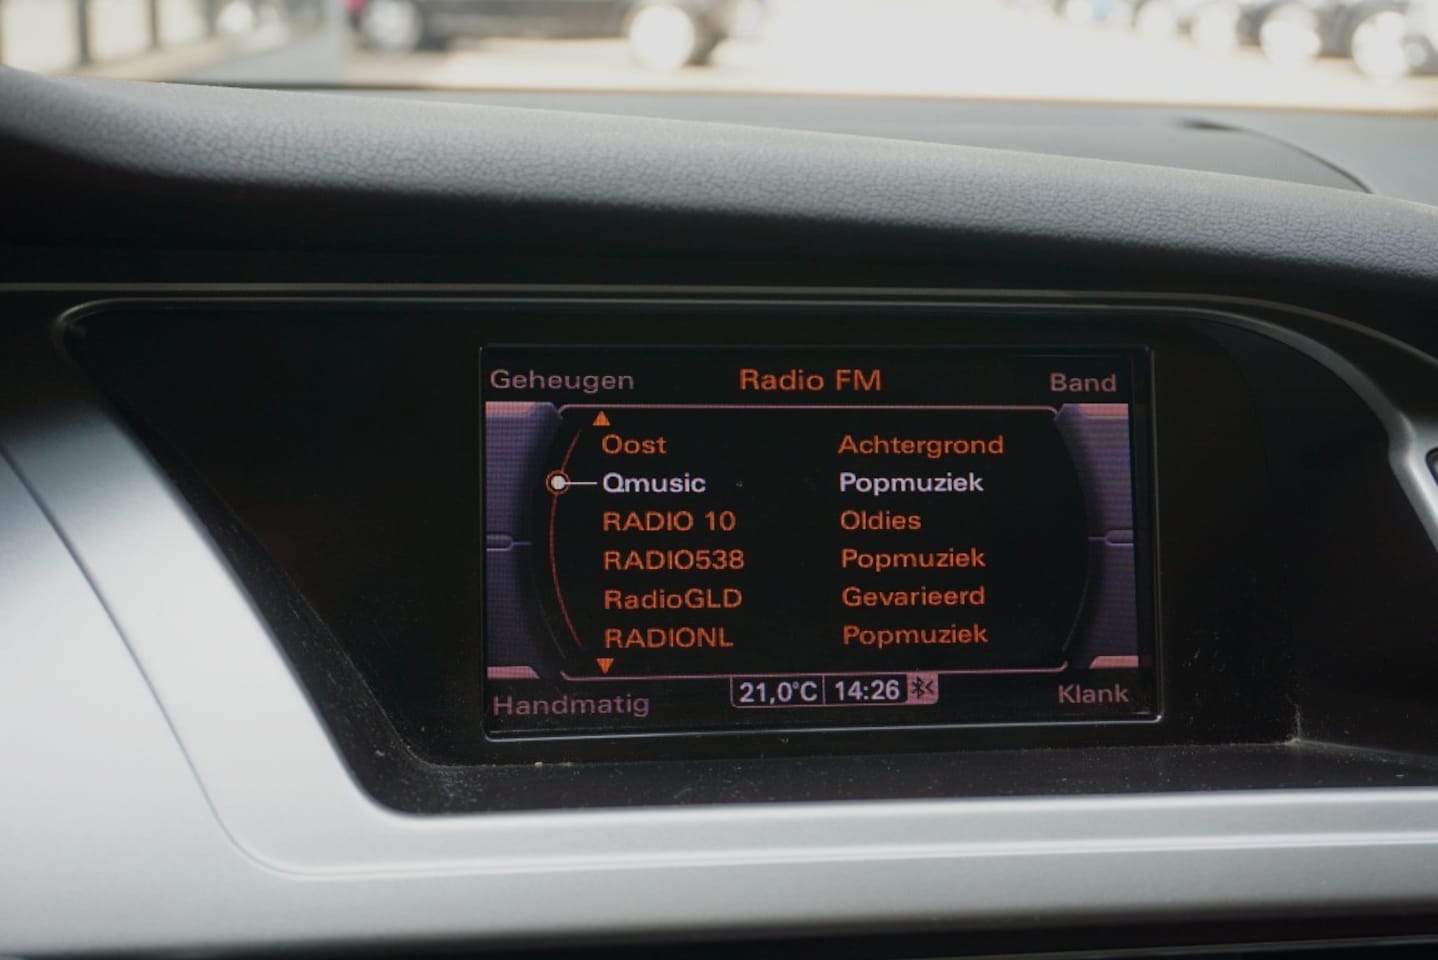 Geheugen Radio FM Band
Oost Achtergrond
Qmusic Popmuziek
RADIO 10 Oldies
RADIO538 Popmuziek
RadioGLD Gevarieerd
RADIONL Popmuziek
Handmatig 21,0°C 14:26 Klank